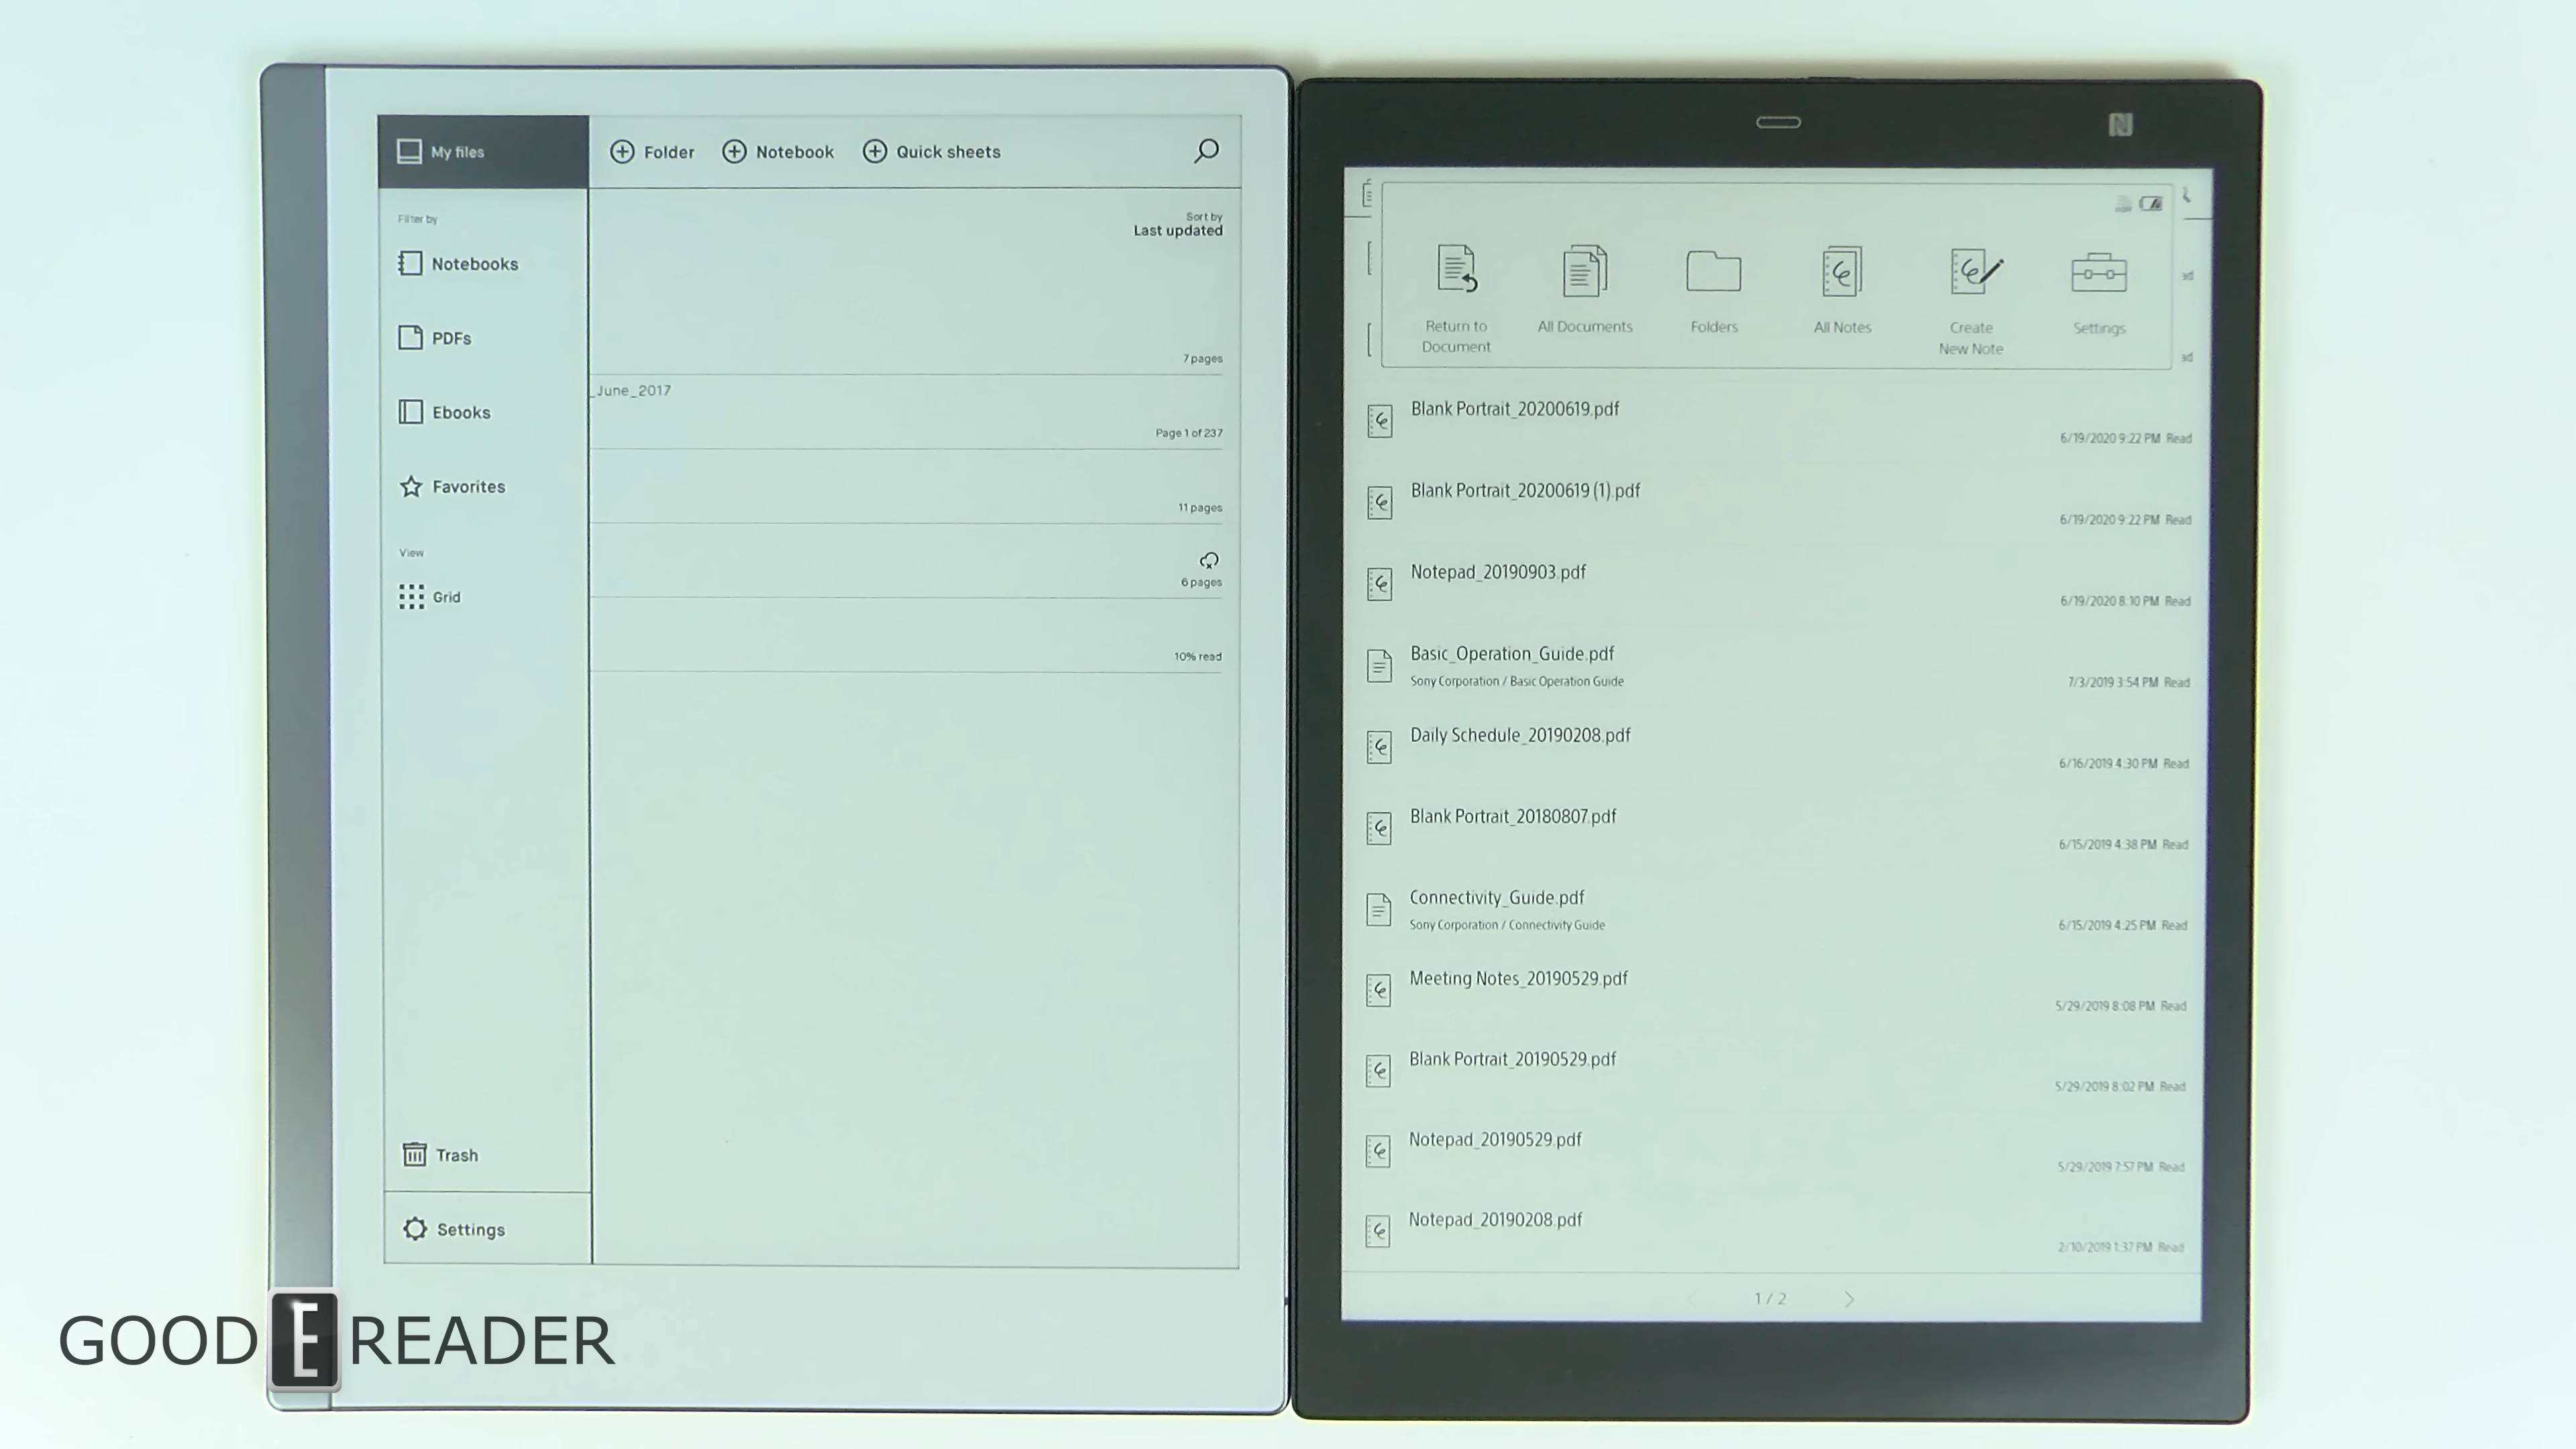 My files
Folder
Notebook
Quick sheets
Filter by
Notebooks
PDFs
Ebooks
Favorites
View
Grid
Trash
Settings
Sort by
Last updated
7 pages
_June_2017
Page 1 of 237
11 pages
6 pages
10% read
Return to
Document
All Documents
Folders
All Notes
Create
New Note
Settings
Blank Portrait_20200619.pdf
6/19/2020 9:22 PM Read
Blank Portrait_20200619 (1).pdf
6/19/2020 9:22 PM Read
Notepad_20190903.pdf
6/19/2020 8:10 PM Read
Basic_Operation_Guide.pdf
Sony Corporation / Basic Operation Guide
7/3/2019 3:54 PM Read
Daily Schedule_20190208.pdf
6/16/2019 4:30 PM Read
Blank Portrait_20180807.pdf
6/15/2019 4:38 PM Read
Connectivity_Guide.pdf
Sony Corporation / Connectivity Guide
6/15/2019 4:25 PM Read
Meeting Notes_20190529.pdf
5/29/2019 8:08 PM Read
Blank Portrait_20190529.pdf
5/29/2019 8:02 PM Read
Notepad_20190529.pdf
5/29/2019 7:57 PM Read
Notepad_20190208.pdf
2/10/2019 1:37 PM Read
1 / 2
GOOD E READER